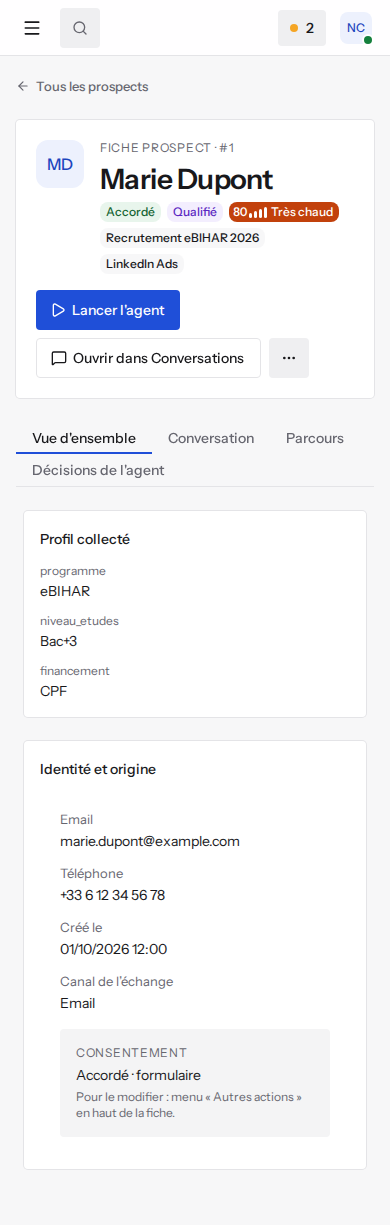 2
NC
Tous les prospects
MD
FICHE PROSPECT · #1
Marie Dupont
Accordé
Qualifié
80 Très chaud
Recrutement eBIHAR 2026
LinkedIn Ads
Lancer l'agent
Ouvrir dans Conversations
Vue d'ensemble
Conversation
Parcours
Décisions de l'agent
Profil collecté
programme
eBIHAR
niveau_etudes
Bac+3
financement
CPF
Identité et origine
Email
marie.dupont@example.com
Téléphone
+33 6 12 34 56 78
Créé le
01/10/2026 12:00
Canal de l'échange
Email
CONSENTEMENT
Accordé · formulaire
Pour le modifier : menu « Autres actions »
en haut de la fiche.